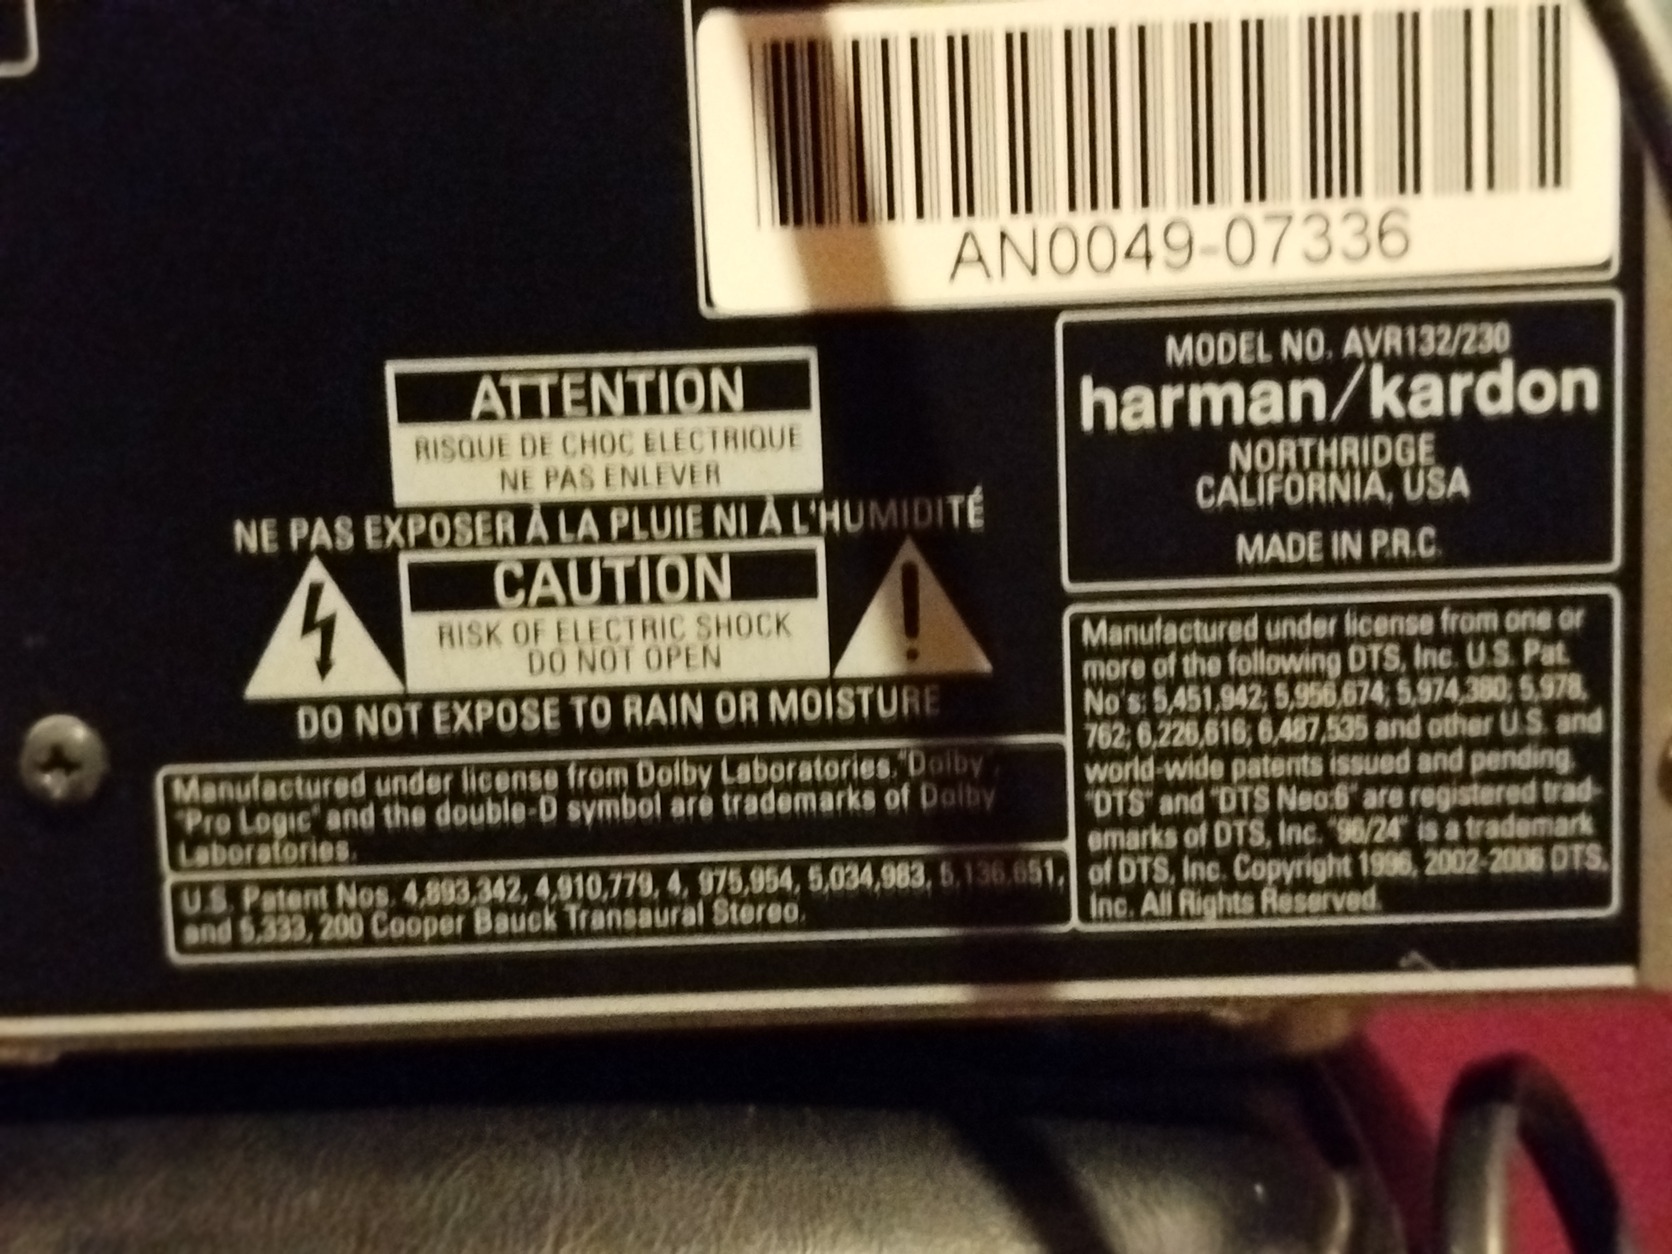 AN0049-07336
MODEL NO. AVR132/230
harman/kardon
NORTHRIDGE
CALIFORNIA, USA
MADE IN P.R.C.
ATTENTION
RISQUE DE CHOC ELECTRIQUE
NE PAS ENLEVER
NE PAS EXPOSER À LA PLUIE NI À L'HUMIDITÉ
CAUTION
RISK OF ELECTRIC SHOCK
DO NOT OPEN
DO NOT EXPOSE TO RAIN OR MOISTURE
Manufactured under license from Dolby Laboratories."Dolby",
"Pro Logic" and the double-D symbol are trademarks of Dolby
Laboratories.
U.S. Patent Nos. 4,893,342, 4,910,779, 4, 975,954, 5,034,983, 5,136,651,
and 5,333, 200 Cooper Bauck Transaural Stereo.
Manufactured under license from one or
more of the following DTS, Inc. U.S. Pat.
No's: 5,451,942; 5,956,674; 5,974,380; 5,978,
762; 6,226,616; 6,487,535 and other U.S. and
world-wide patents issued and pending.
"DTS" and "DTS Neo:6" are registered trad-
emarks of DTS, Inc. "96/24" is a trademark
of DTS, Inc. Copyright 1996, 2002-2006 DTS,
Inc. All Rights Reserved.